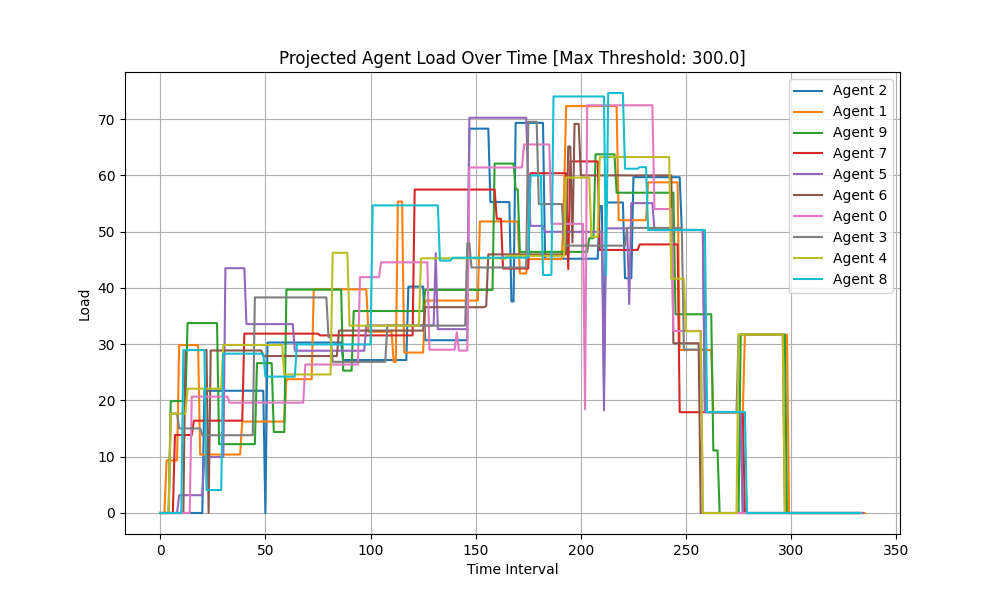 Projected Agent Load Over Time [Max Threshold: 300.0]
Load
70
60
50
40
30
20
10
0
0 50 100 150 200 250 300 350
Time Interval
Agent 2
Agent 1
Agent 9
Agent 7
Agent 5
Agent 6
Agent 0
Agent 3
Agent 4
Agent 8